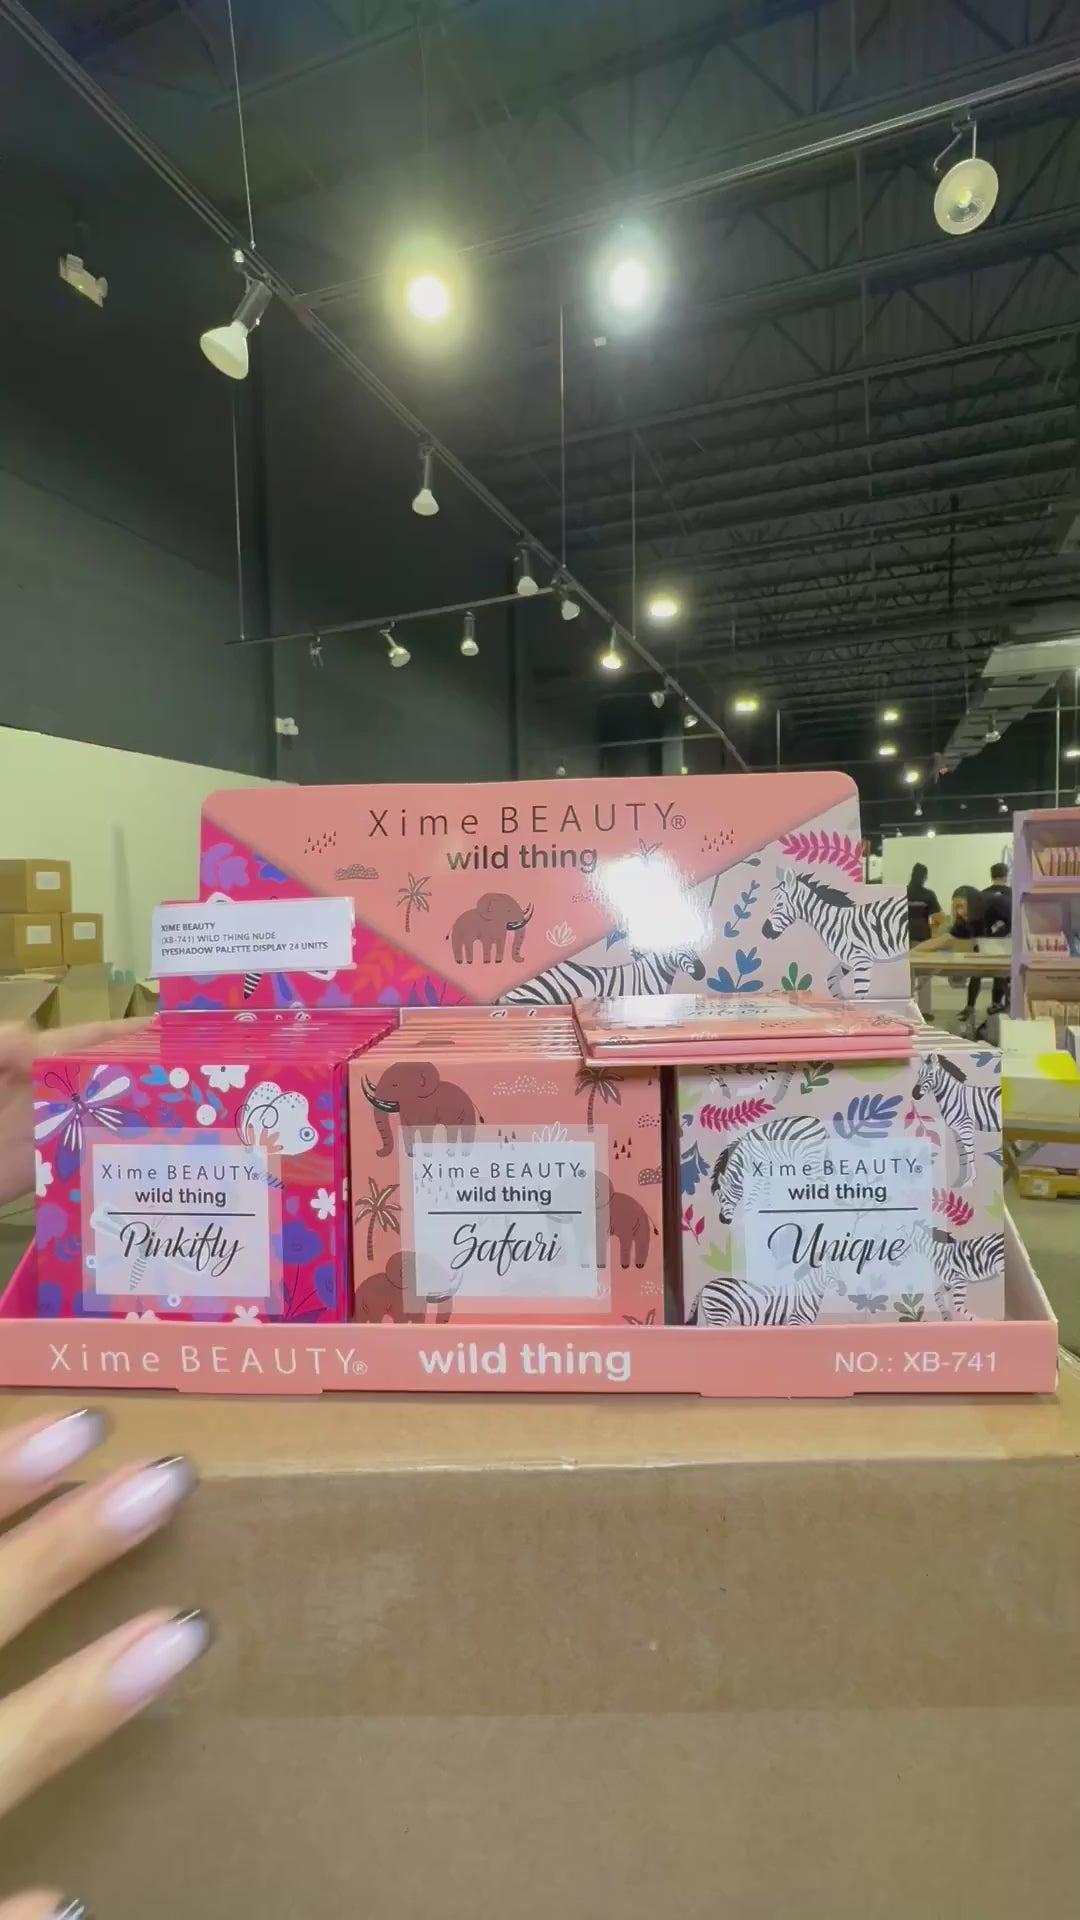 Xime BEAUTY®
wild thing
XIME BEAUTY
(XB-741) WILD THING NUDE
EYESHADOW PALETTE DISPLAY 24 UNITS
Xime BEAUTY®
wild thing
Pinkifly
Xime BEAUTY®
wild thing
Safari
Xime BEAUTY®
wild thing
Unique
Xime BEAUTY® wild thing NO.: XB-741